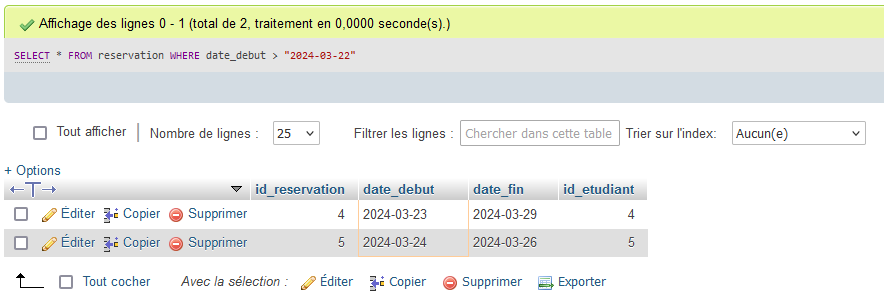 Affichage des lignes 0 - 1 (total de 2, traitement en 0,0000 seconde(s).)
SELECT * FROM reservation WHERE date_debut > "2024-03-22"
Tout afficher Nombre de lignes : 25 Filtrer les lignes : Chercher dans cette table Trier sur l'index: Aucun(e)
+ Options
←T→ id_reservation date_debut date_fin id_etudiant
Éditer Copier Supprimer 4 2024-03-23 2024-03-29 4
Éditer Copier Supprimer 5 2024-03-24 2024-03-26 5
Tout cocher Avec la sélection : Éditer Copier Supprimer Exporter